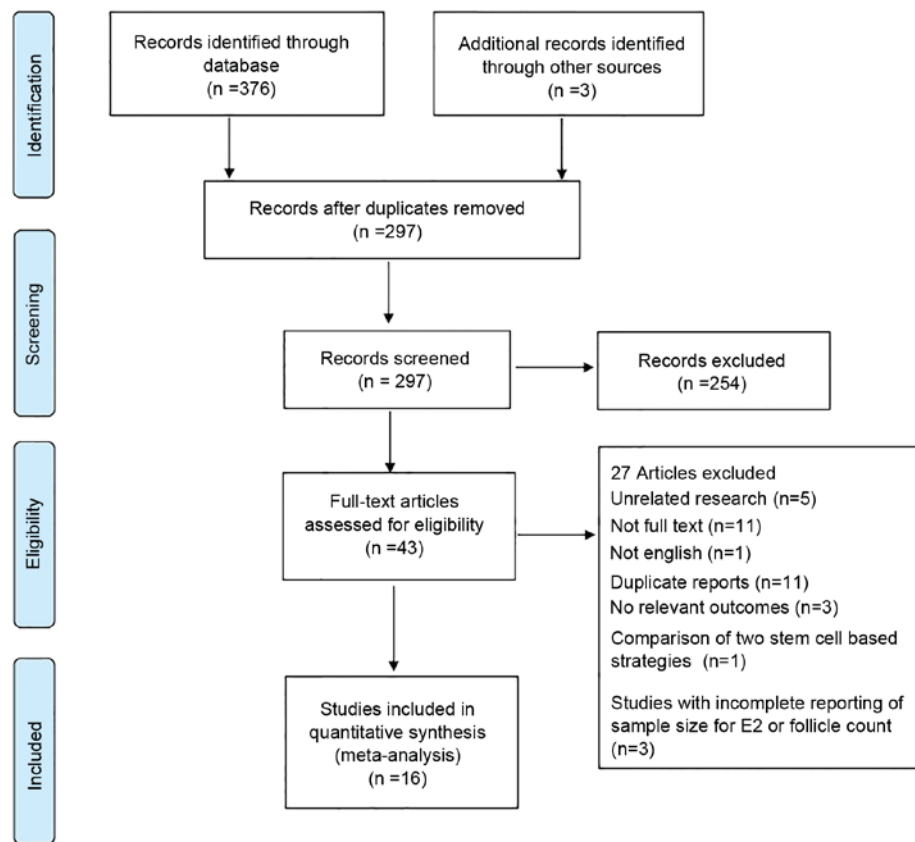 Identification
Records identified through
database
(n =376)
Additional records identified
through other sources
(n =3)
Records after duplicates removed
(n =297)
Screening
Records screened
(n = 297)
Records excluded
(n =254)
Eligibility
Full-text articles
assessed for eligibility
(n =43)
27 Articles excluded
Unrelated research (n=5)
Not full text (n=11)
Not english (n=1)
Duplicate reports (n=11)
No relevant outcomes (n=3)
Comparison of two stem cell based
strategies (n=1)
Studies with incomplete reporting of
sample size for E2 or follicle count
(n=3)
Included
Studies included in
quantitative synthesis
(meta-analysis)
(n =16)